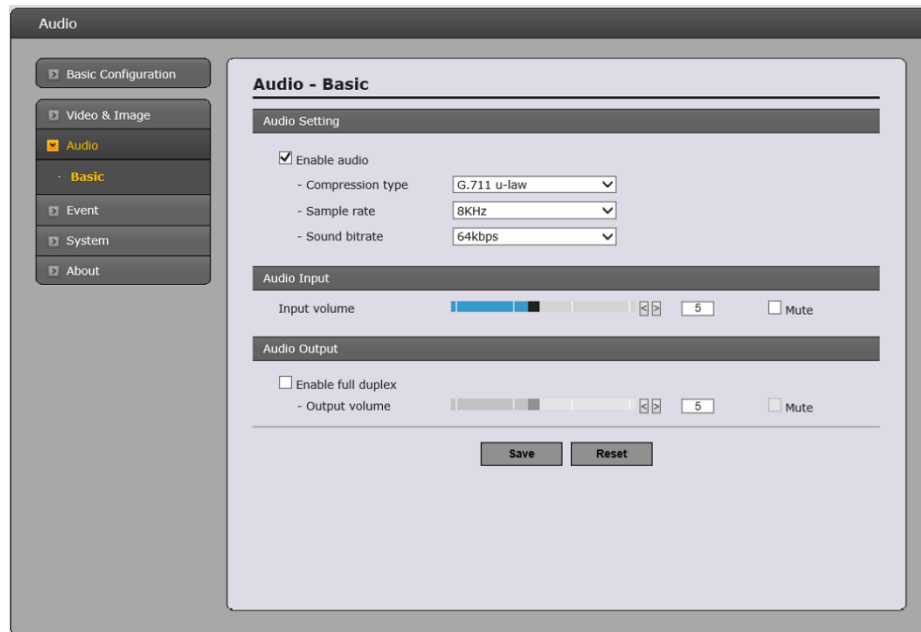 Audio
Basic Configuration
Video & Image
Audio
· Basic
Event
System
About
Audio - Basic
Audio Setting
Enable audio
- Compression type G.711 u-law
- Sample rate 8KHz
- Sound bitrate 64kbps
Audio Input
Input volume < > 5 Mute
Audio Output
Enable full duplex
- Output volume < > 5 Mute
Save Reset